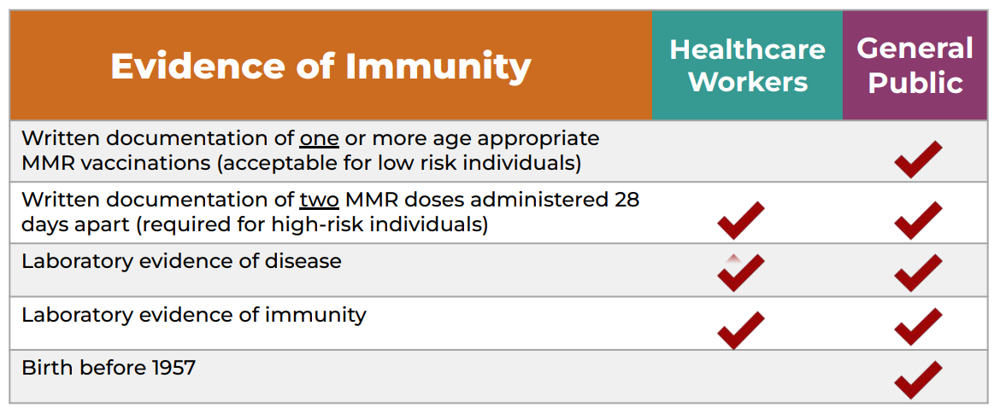 Evidence of Immunity
Healthcare
Workers
General
Public
Written documentation of one or more age appropriate
MMR vaccinations (acceptable for low risk individuals)
Written documentation of two MMR doses administered 28
days apart (required for high-risk individuals)
Laboratory evidence of disease
Laboratory evidence of immunity
Birth before 1957